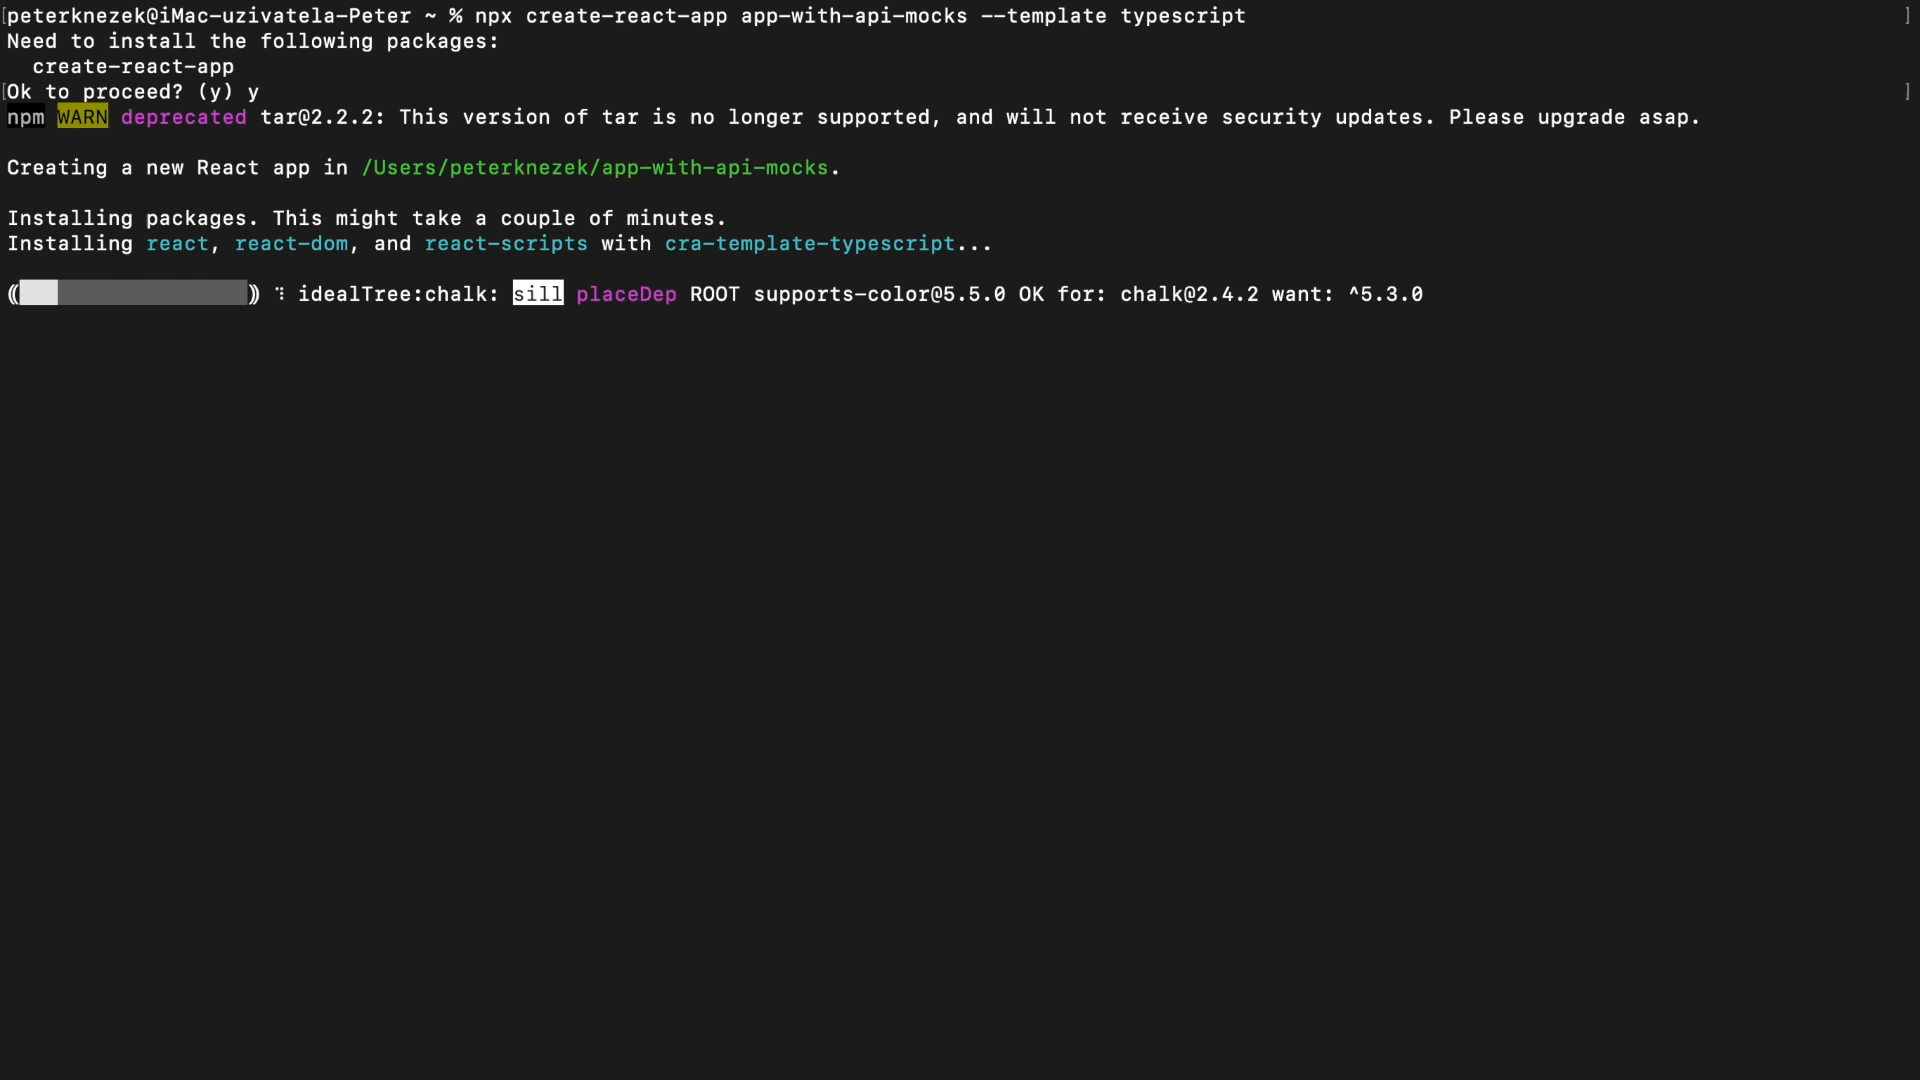 [peterknezek@iMac-uzivatela-Peter ~ % npx create-react-app app-with-api-mocks --template typescript ]
Need to install the following packages:
  create-react-app
[Ok to proceed? (y) y ]
npm WARN deprecated tar@2.2.2: This version of tar is no longer supported, and will not receive security updates. Please upgrade asap.
Creating a new React app in /Users/peterknezek/app-with-api-mocks.
Installing packages. This might take a couple of minutes.
Installing react, react-dom, and react-scripts with cra-template-typescript...
⸨ ⸩ ⠹ idealTree:chalk: sill placeDep ROOT supports-color@5.5.0 OK for: chalk@2.4.2 want: ^5.3.0